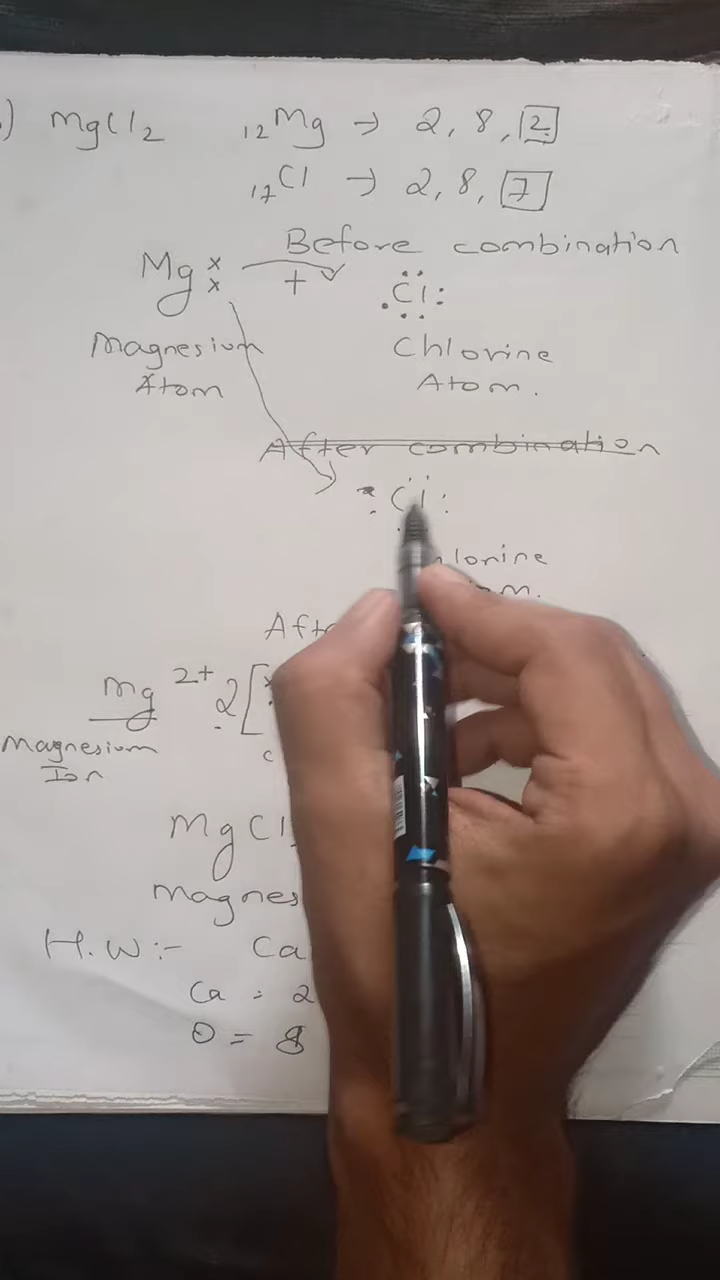 ) MgCl2 12Mg → 2, 8, 2
17Cl → 2, 8, 7
Before combination
Mg + Cl
Magnesium Chlorine
Atom Atom.
After combination
Cl
lorine
m.
Aft
Mg 2+ 2[
Magnesium
Ion
MgCl
Magnes
H.W:- Ca
Ca = 2
O = 8